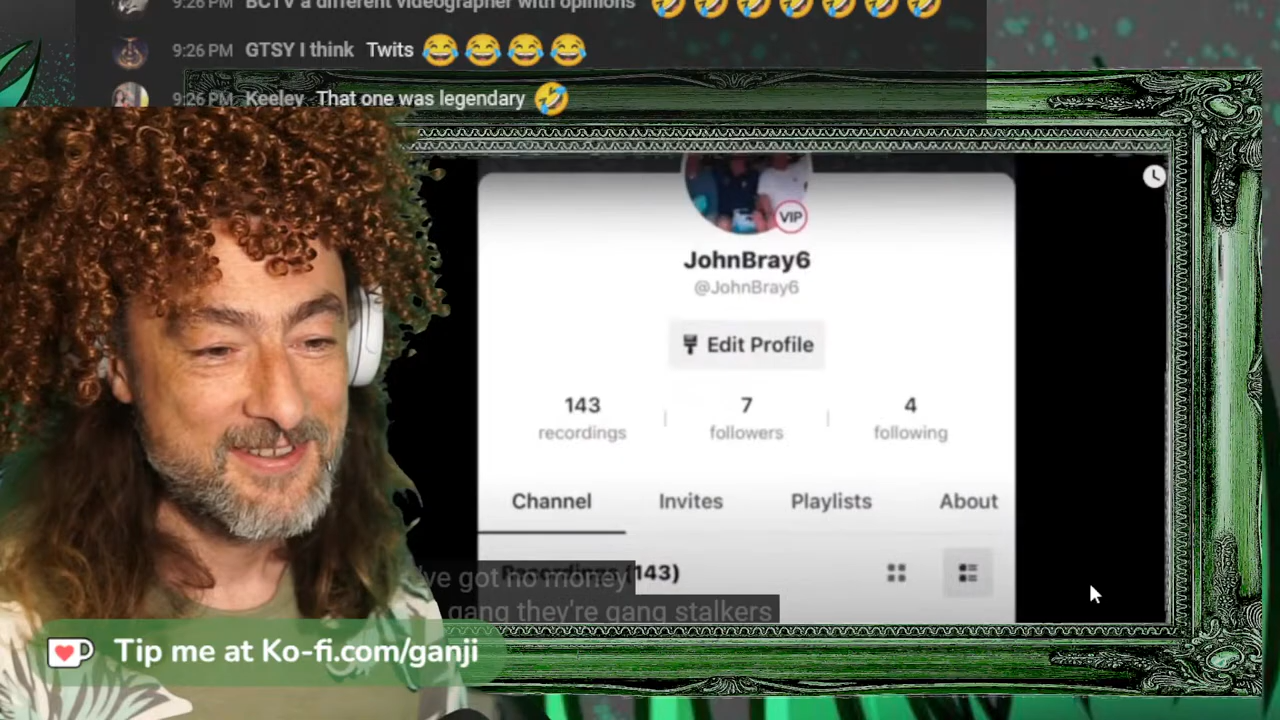 9:26 PM BCTV a different videographer with opinions
9:26 PM GTSY I think Twits
9:26 PM Keeley That one was legendary
VIP
JohnBray6
@JohnBray6
Edit Profile
143 7 4
recordings followers following
Channel Invites Playlists About
Recordings (143)
've got no money
gang they're gang stalkers
Tip me at Ko-fi.com/ganji